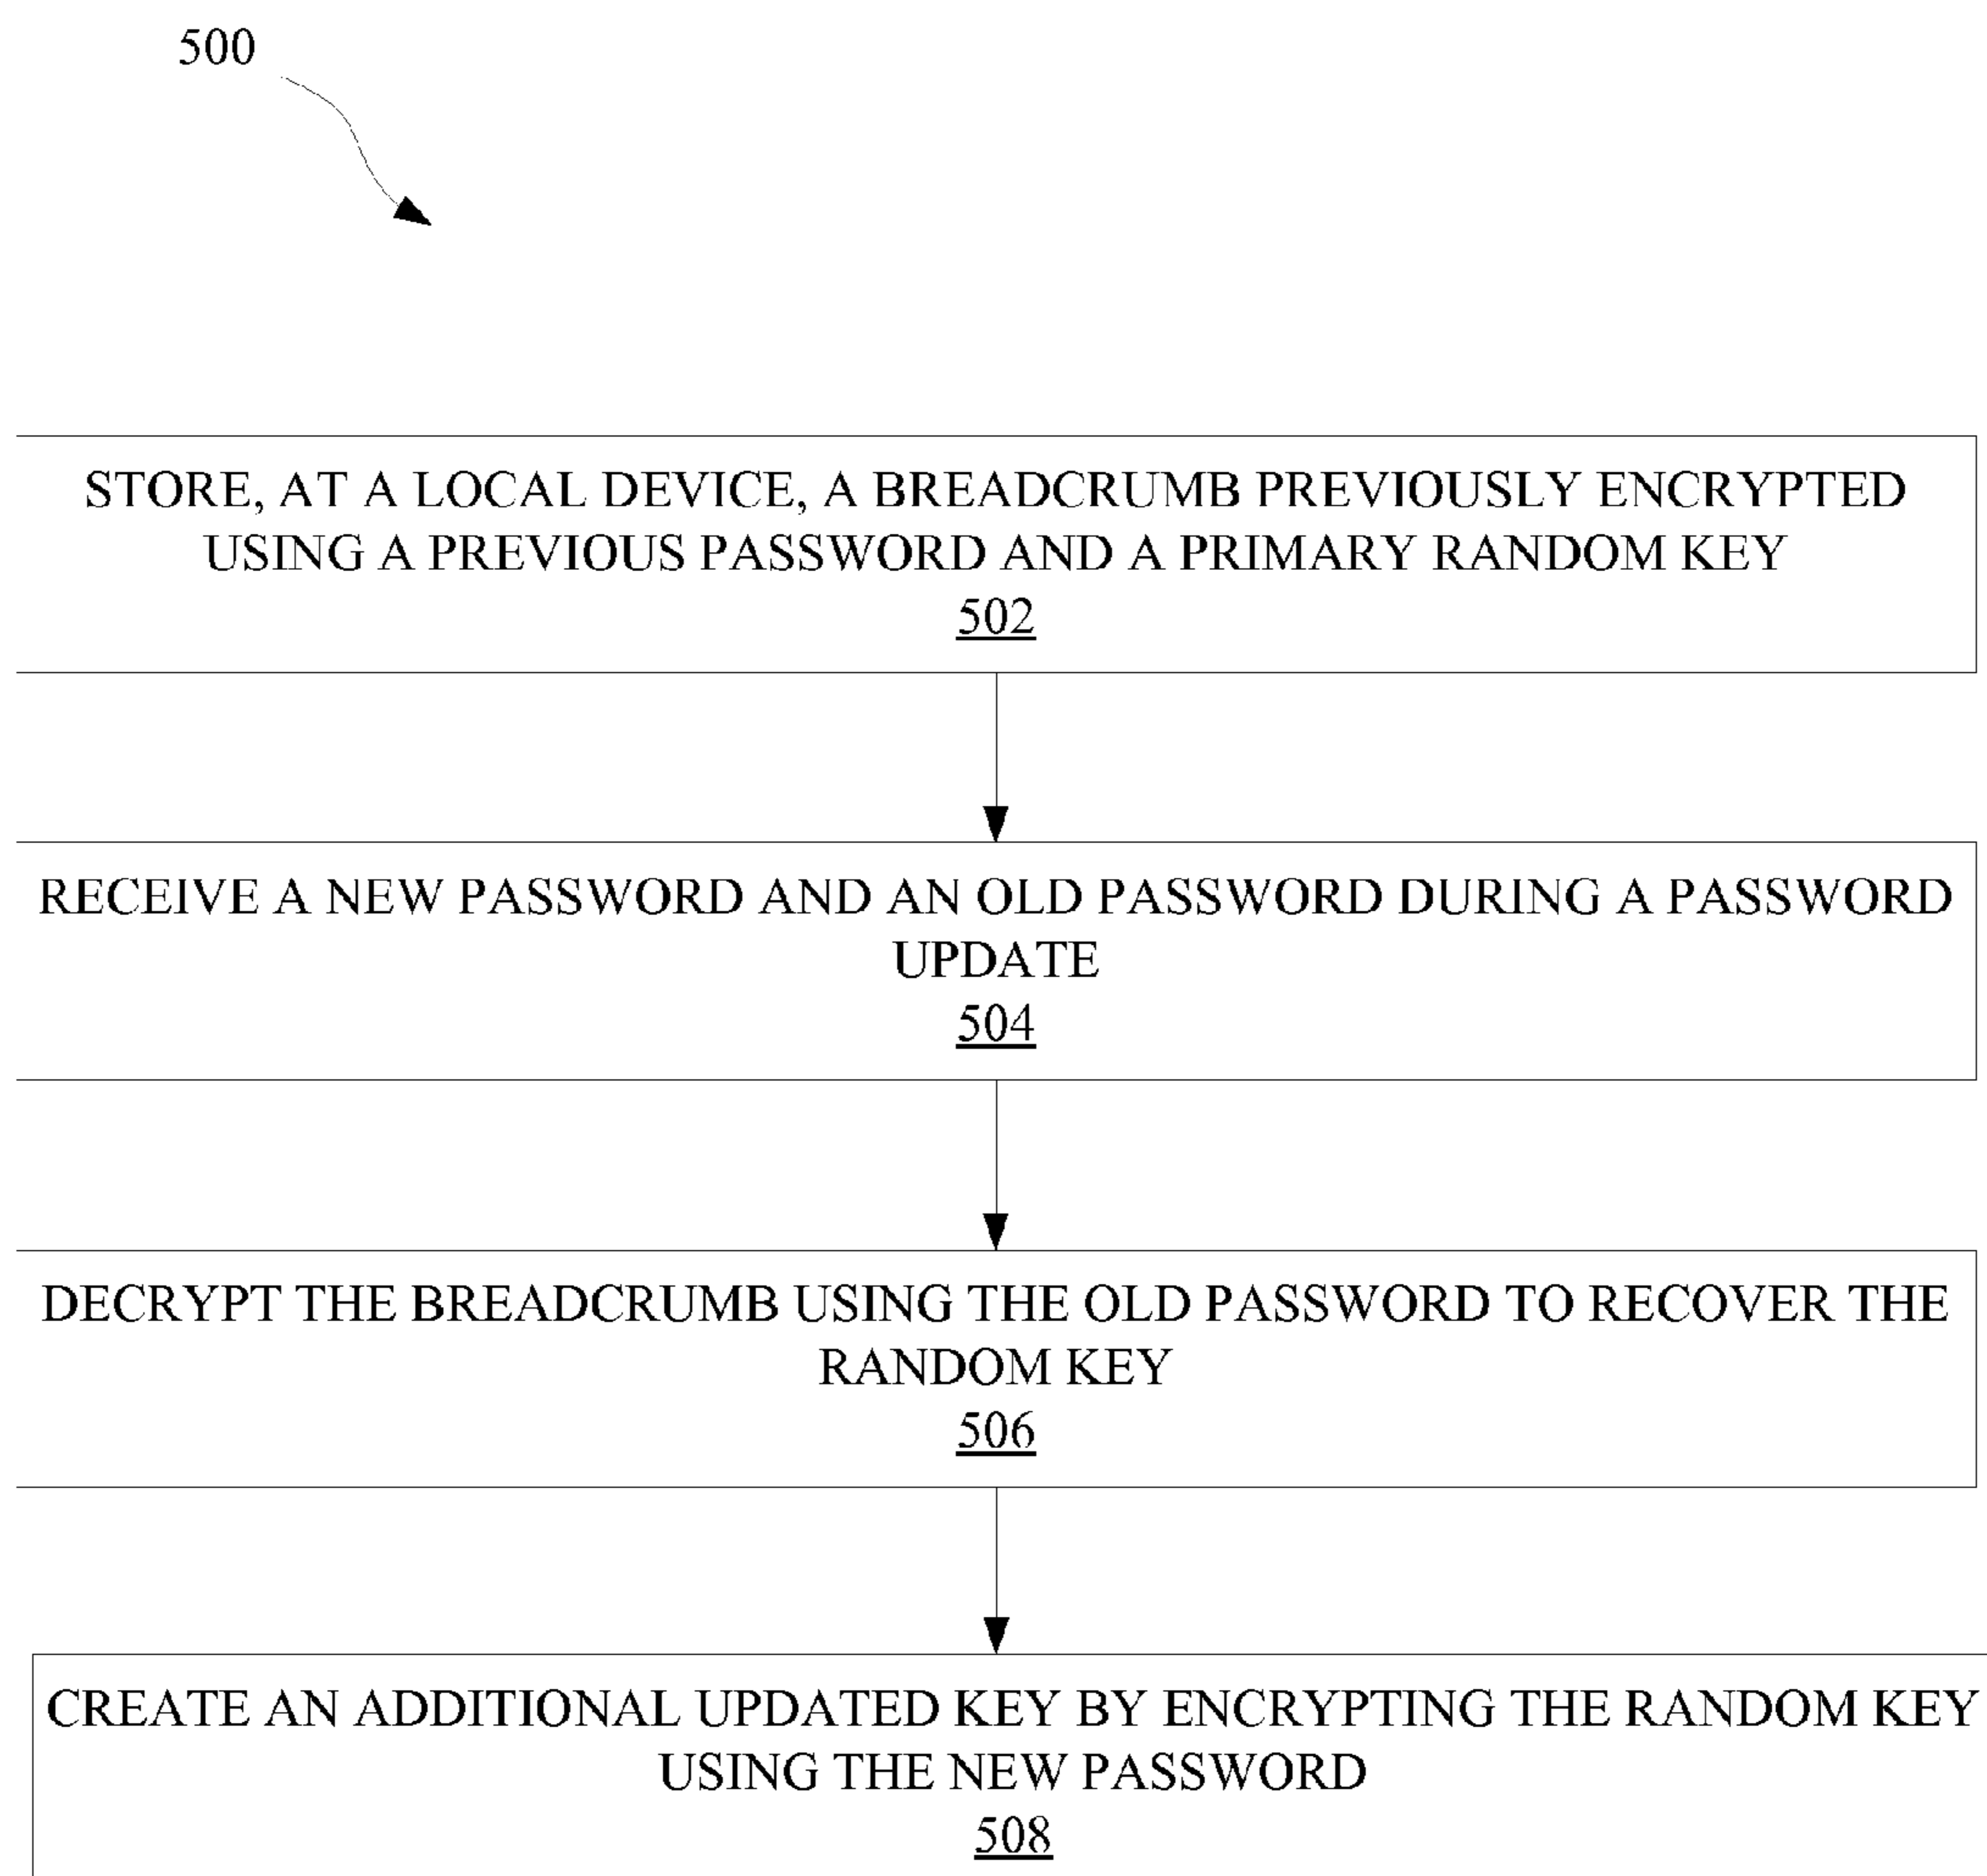 500
STORE, AT A LOCAL DEVICE, A BREADCRUMB PREVIOUSLY ENCRYPTED
USING A PREVIOUS PASSWORD AND A PRIMARY RANDOM KEY
502
RECEIVE A NEW PASSWORD AND AN OLD PASSWORD DURING A PASSWORD
UPDATE
504
DECRYPT THE BREADCRUMB USING THE OLD PASSWORD TO RECOVER THE
RANDOM KEY
506
CREATE AN ADDITIONAL UPDATED KEY BY ENCRYPTING THE RANDOM KEY
USING THE NEW PASSWORD
508